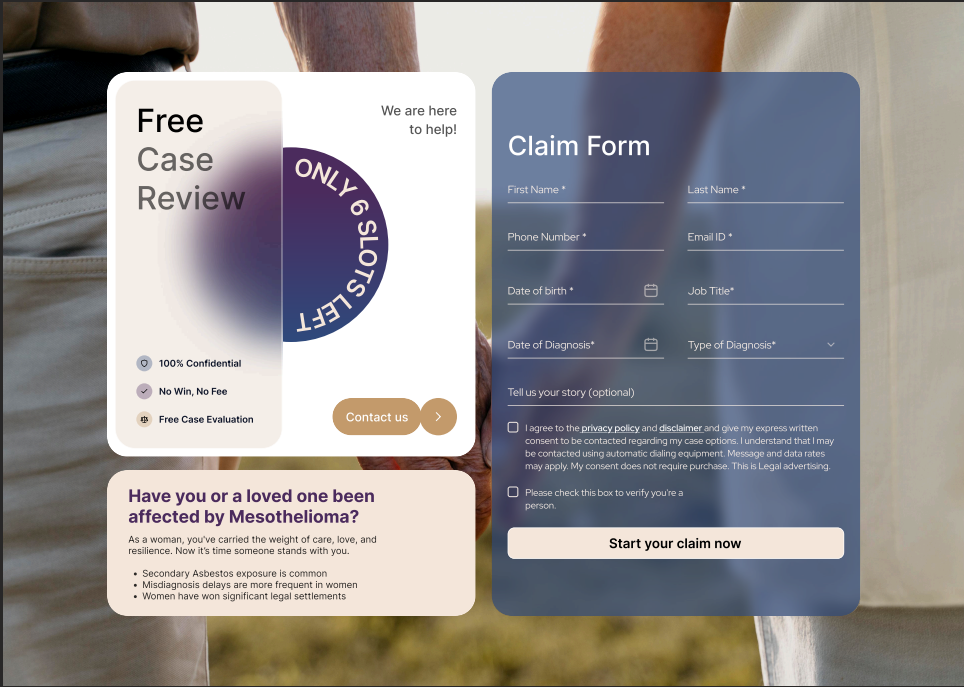 Free
Case
Review
We are here
to help!
ONLY 6 SLOTS LEFT
100% Confidential
No Win, No Fee
Free Case Evaluation
Contact us
Have you or a loved one been
affected by Mesothelioma?
As a woman, you've carried the weight of care, love, and
resilience. Now it's time someone stands with you.
• Secondary Asbestos exposure is common
• Misdiagnosis delays are more frequent in women
• Women have won significant legal settlements
Claim Form
First Name *
Last Name *
Phone Number *
Email ID *
Date of birth *
Job Title*
Date of Diagnosis*
Type of Diagnosis*
Tell us your story (optional)
I agree to the privacy policy and disclaimer and give my express written
consent to be contacted regarding my case options. I understand that I may
be contacted using automatic dialing equipment. Message and data rates
may apply. My consent does not require purchase. This is Legal advertising.
Please check this box to verify you're a
person.
Start your claim now